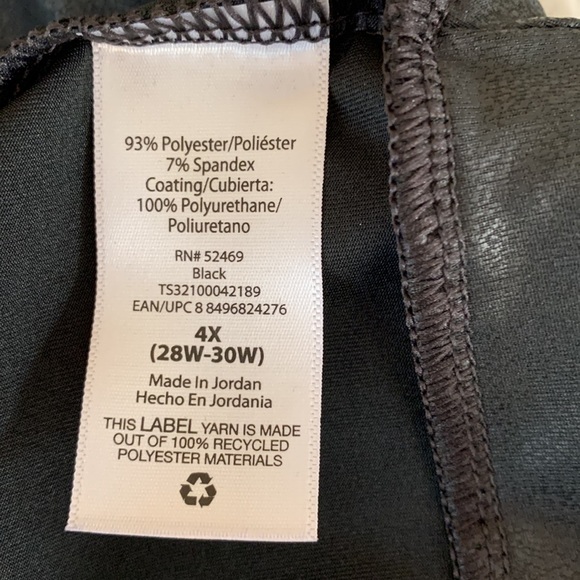 93% Polyester/Poliéster
7% Spandex
Coating/Cubierta:
100% Polyurethane/
Poliuretano
RN# 52469
Black
TS32100042189
EAN/UPC 8 8496824276
4X
(28W-30W)
Made In Jordan
Hecho En Jordania
THIS LABEL YARN IS MADE
OUT OF 100% RECYCLED
POLYESTER MATERIALS